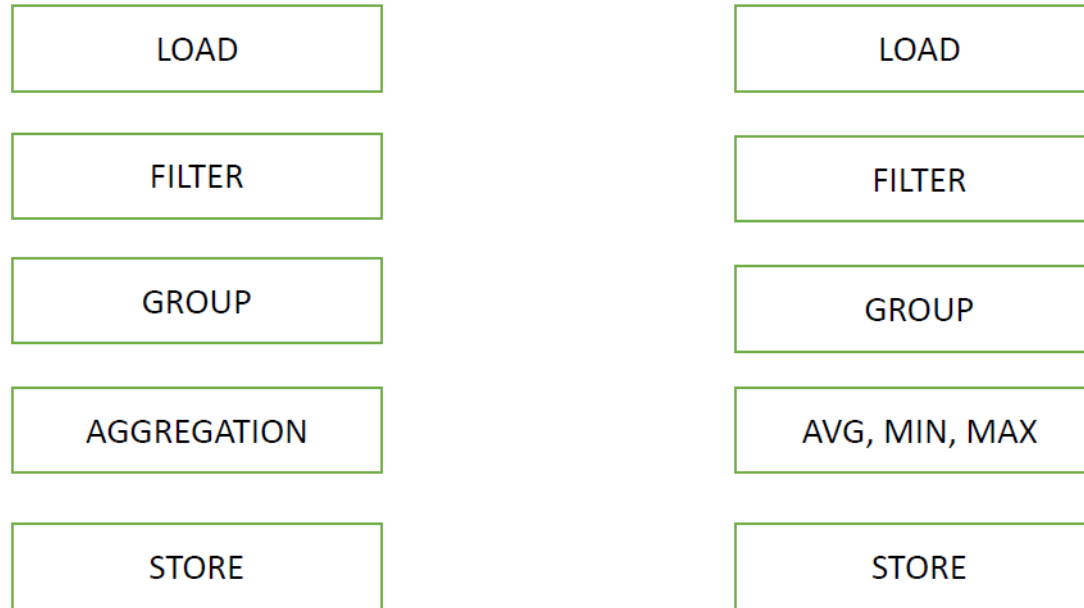 LOAD
LOAD
FILTER
FILTER
GROUP
GROUP
AGGREGATION
AVG, MIN, MAX
STORE
STORE